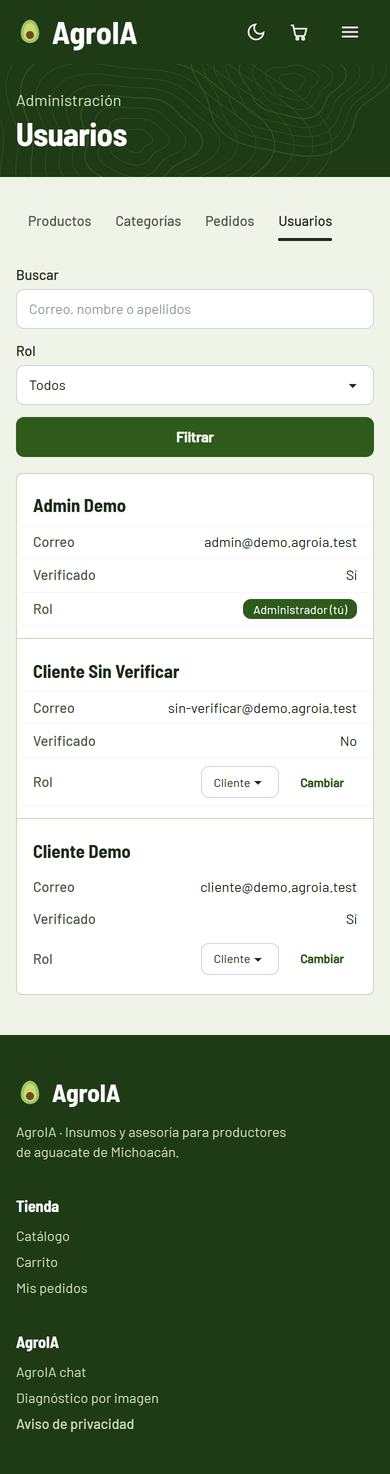 AgroIA
Administración
Usuarios
Productos Categorías Pedidos Usuarios
Buscar
Correo, nombre o apellidos
Rol
Todos
Filtrar
Admin Demo
Correo admin@demo.agroia.test
Verificado Sí
Rol Administrador (tú)
Cliente Sin Verificar
Correo sin-verificar@demo.agroia.test
Verificado No
Rol Cliente Cambiar
Cliente Demo
Correo cliente@demo.agroia.test
Verificado Sí
Rol Cliente Cambiar
AgroIA
AgroIA · Insumos y asesoría para productores
de aguacate de Michoacán.
Tienda
Catálogo
Carrito
Mis pedidos
AgroIA
AgroIA chat
Diagnóstico por imagen
Aviso de privacidad